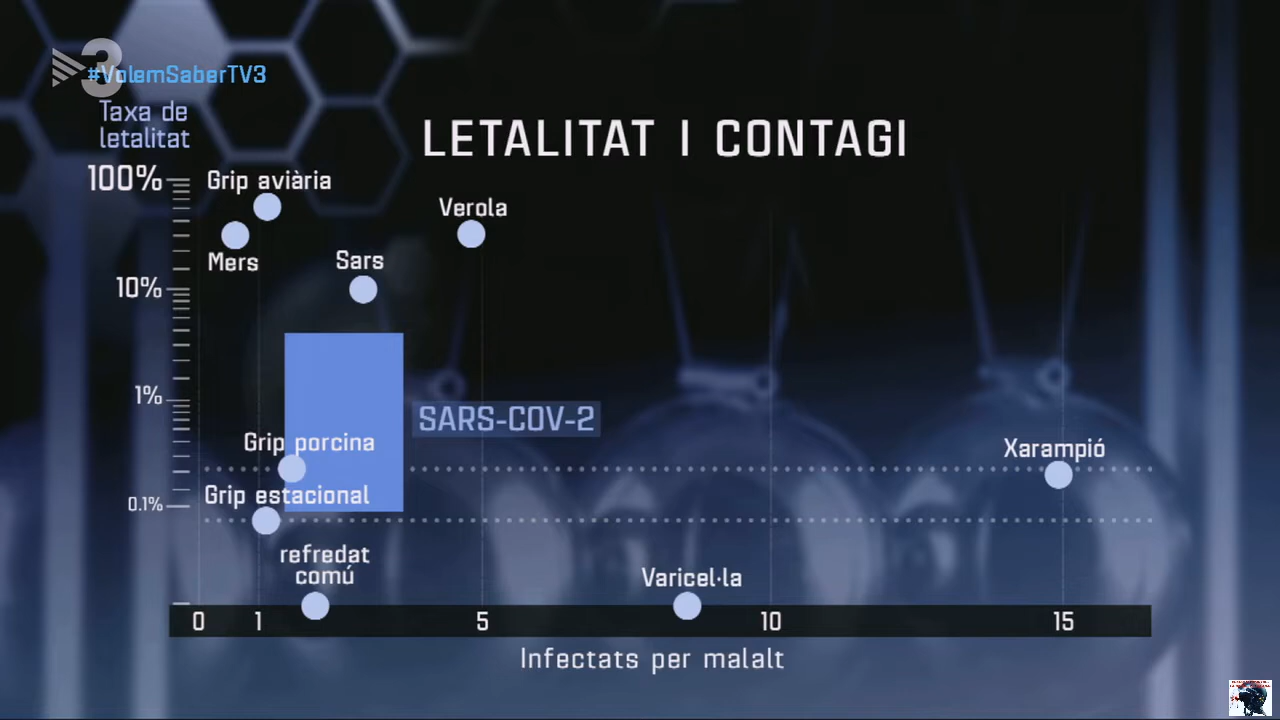 3
#VolemSaberTV3
Taxa de
letalitat
LETALITAT I CONTAGI
100%
Grip aviària
Verola
Mers
Sars
10%
1%
SARS-COV-2
Grip porcina
Xarampió
Grip estacional
0.1%
refredat
comú
Varicel·la
0 1 5 10 15
Infectats per malalt